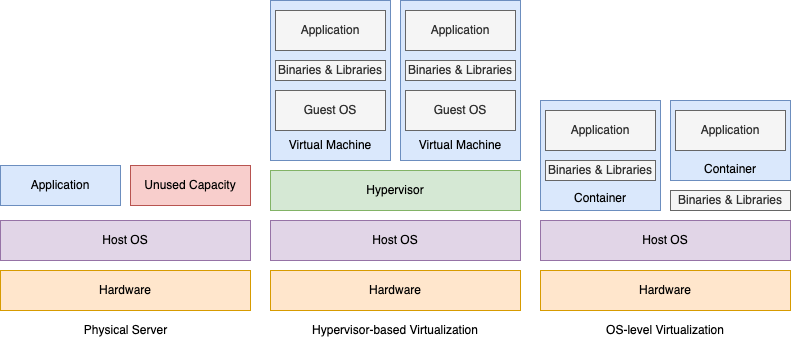 Application
Application
Binaries & Libraries
Binaries & Libraries
Guest OS
Guest OS
Virtual Machine
Virtual Machine
Application
Application
Binaries & Libraries
Container
Container
Binaries & Libraries
Application
Unused Capacity
Hypervisor
Host OS
Host OS
Host OS
Hardware
Hardware
Hardware
Physical Server
Hypervisor-based Virtualization
OS-level Virtualization